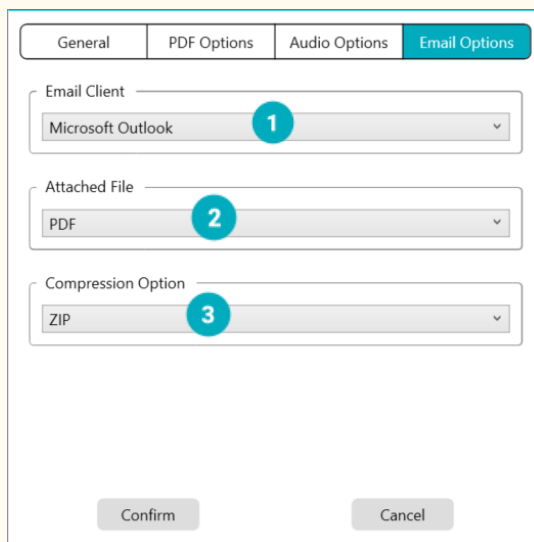 General PDF Options Audio Options Email Options
Email Client
Microsoft Outlook 1
Attached File
PDF 2
Compression Option
ZIP 3
Confirm Cancel